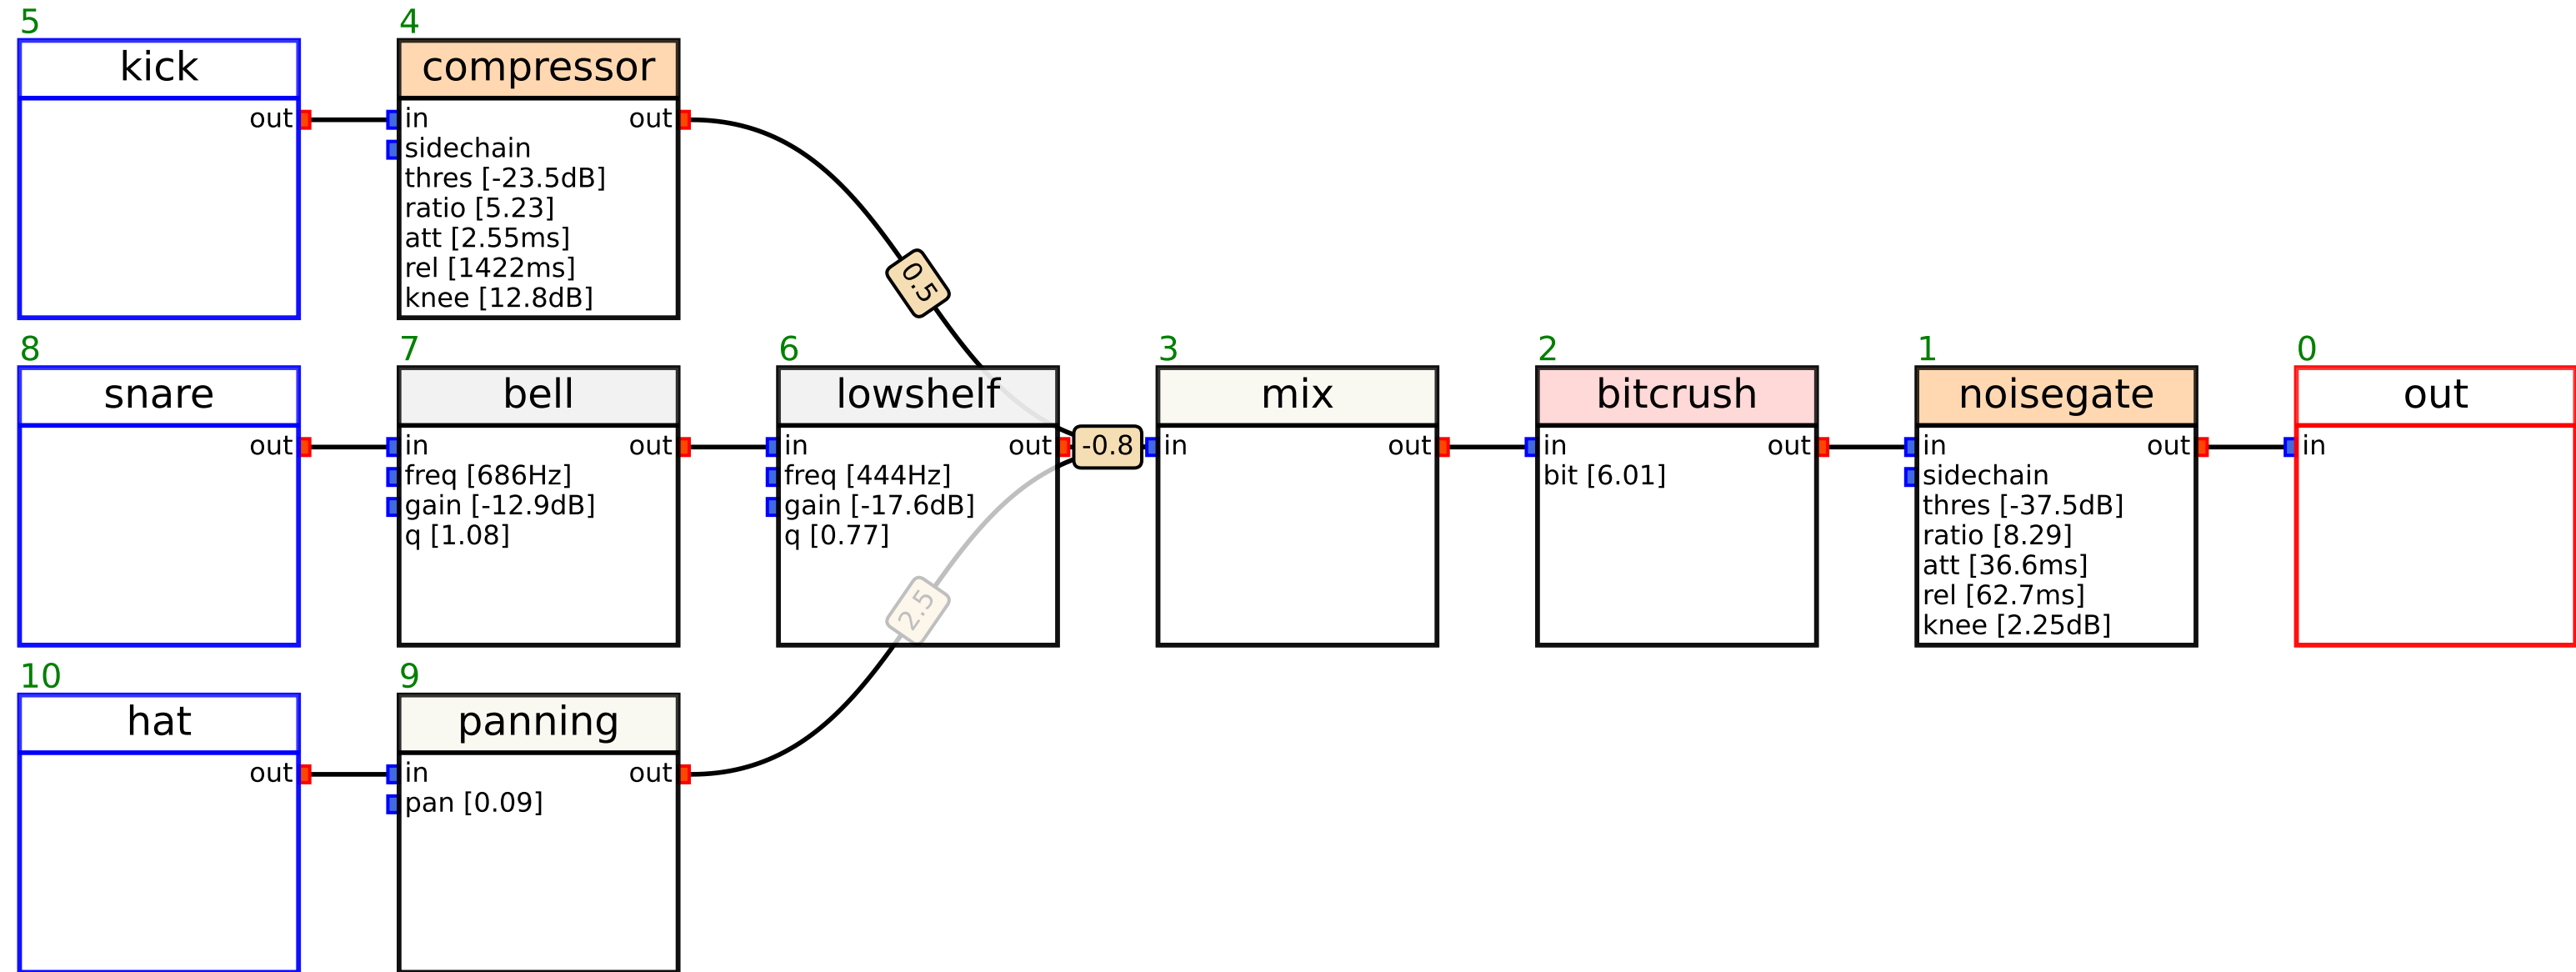 5
kick
out
4
compressor
in out
sidechain
thres [-23.5dB]
ratio [5.23]
att [2.55ms]
rel [1422ms]
knee [12.8dB]
0.5
8
snare
out
7
bell
in out
freq [686Hz]
gain [-12.9dB]
q [1.08]
6
lowshelf
in out
freq [444Hz]
gain [-17.6dB]
q [0.77]
-0.8
2.5
3
mix
in out
2
bitcrush
in out
bit [6.01]
1
noisegate
in out
sidechain
thres [-37.5dB]
ratio [8.29]
att [36.6ms]
rel [62.7ms]
knee [2.25dB]
0
out
in
10
hat
out
9
panning
in out
pan [0.09]